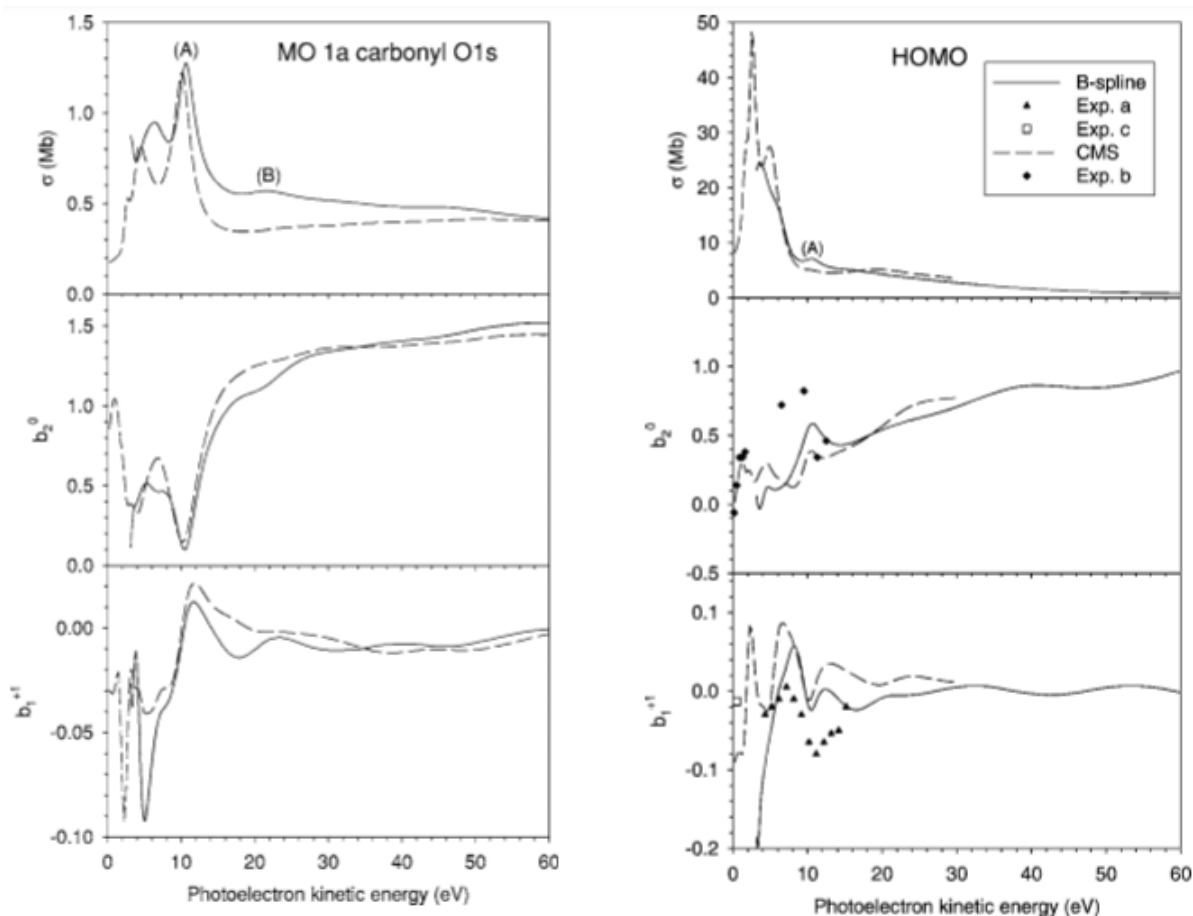 MO 1a carbonyl O1s
(A)
(B)
σ (Mb)
1.5
1.0
0.5
0.0
b₂⁰
1.5
1.0
0.5
0.0
b₁⁺¹
0.00
-0.05
-0.10
0 10 20 30 40 50 60
Photoelectron kinetic energy (eV)
HOMO
B-spline
Exp. a
Exp. c
CMS
Exp. b
(A)
σ (Mb)
50
40
30
20
10
0
b₂⁰
1.0
0.5
0.0
-0.5
b₁⁺¹
0.1
0.0
-0.1
-0.2
0 10 20 30 40 50 60
Photoelectron kinetic energy (eV)